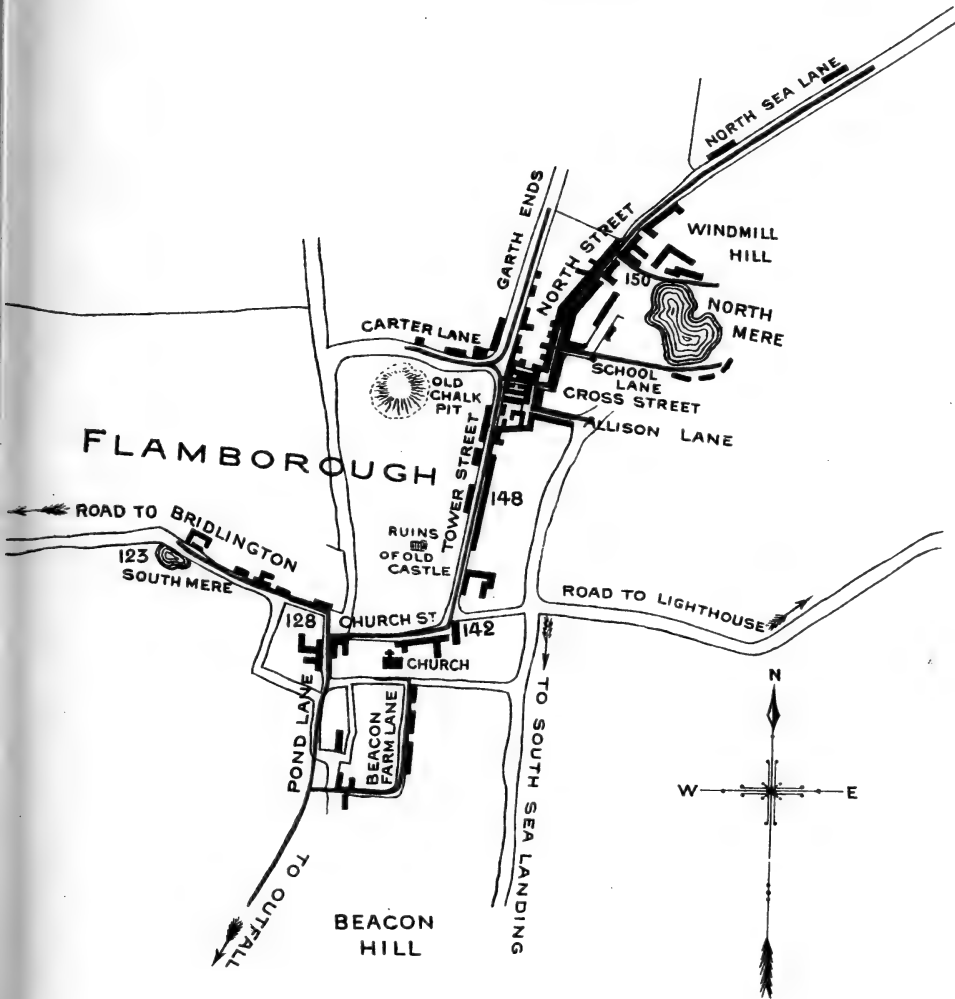 NORTH SEA LANE
GARTH ENDS
NORTH STREET
WINDMILL
HILL
150
NORTH
MERE
CARTER LANE
OLD
CHALK
PIT
SCHOOL
LANE
CROSS STREET
ALLISON LANE
FLAMBOROUGH
TOWER STREET
148
ROAD TO BRIDLINGTON
RUINS
OF OLD
CASTLE
123
SOUTH MERE
ROAD TO LIGHTHOUSE
128
CHURCH ST.
142
CHURCH
POND LANE
BEACON
FARM LANE
TO SOUTH SEA LANDING
N
W
E
TO OUTFALL
BEACON
HILL